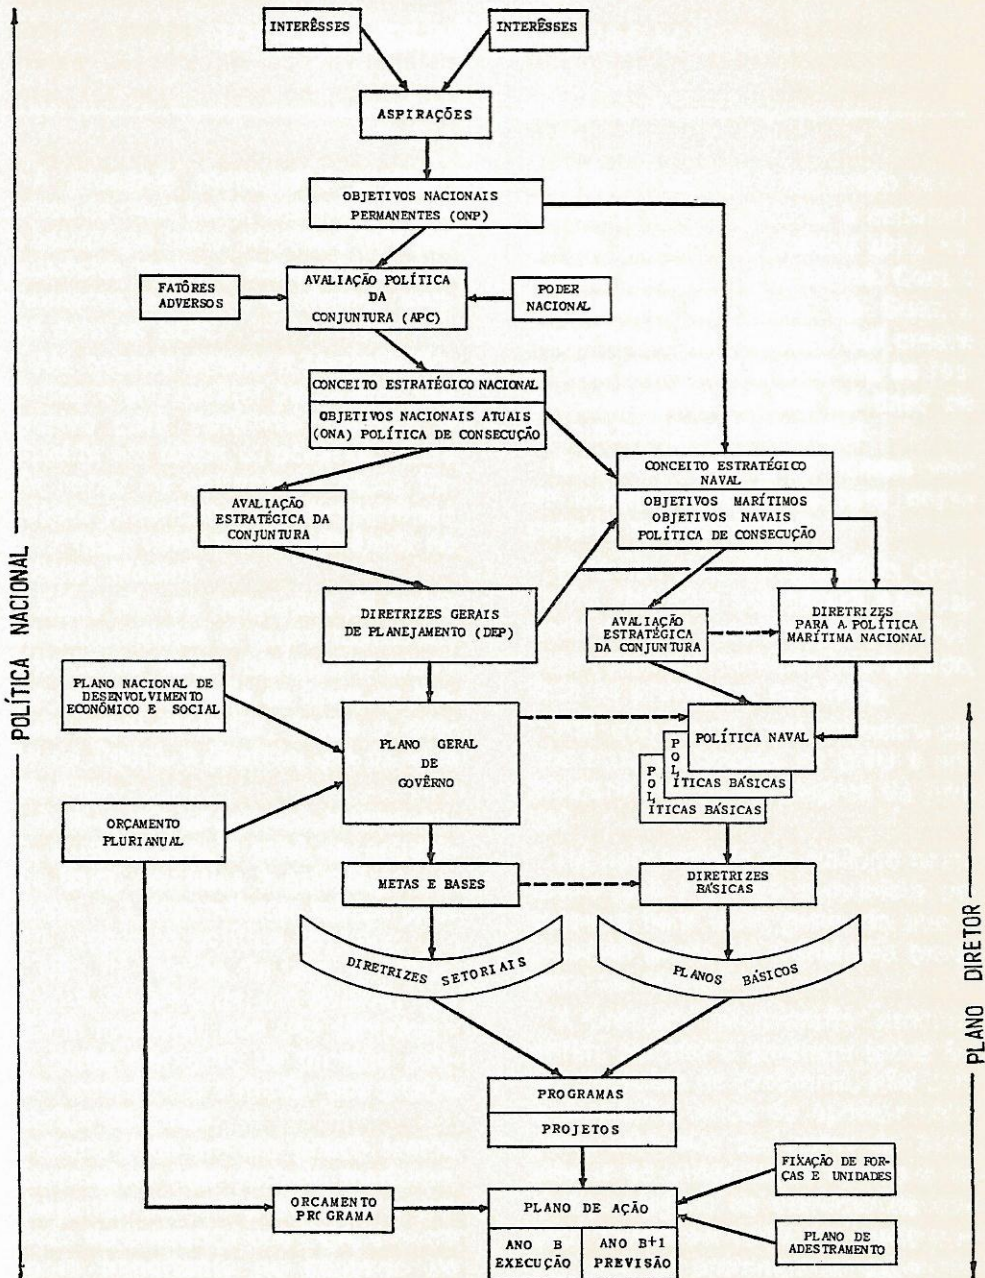 INTERÊSSES
INTERÊSSES
ASPIRAÇÕES
OBJETIVOS NACIONAIS
PERMANENTES (ONP)
FATÔRES
ADVERSOS
AVALIAÇÃO POLÍTICA
DA
CONJUNTURA (APC)
PODER
NACIONAL
CONCEITO ESTRATÉGICO NACIONAL
OBJETIVOS NACIONAIS ATUAIS
(ONA) POLÍTICA DE CONSECUÇÃO
CONCEITO ESTRATÉGICO
NAVAL
OBJETIVOS MARÍTIMOS
OBJETIVOS NAVAIS
POLÍTICA DE CONSECUÇÃO
AVALIAÇÃO
ESTRATÉGICA DA
CONJUNTURA
DIRETRIZES GERAIS
DE PLANEJAMENTO (DEP)
AVALIAÇÃO
ESTRATÉGICA
DA CONJUNTURA
DIRETRIZES
PARA A POLÍTICA
MARÍTIMA NACIONAL
POLÍTICA NACIONAL
PLANO NACIONAL DE
DESENVOLVIMENTO
ECONÔMICO E SOCIAL
PLANO GERAL
DE
GOVÊRNO
POLÍTICA NAVAL
POLÍTICAS BÁSICAS
POLÍTICAS BÁSICAS
ORÇAMENTO
PLURIANUAL
METAS E BASES
DIRETRIZES
BÁSICAS
DIRETRIZES SETORIAIS
PLANOS BÁSICOS
PLANO DIRETOR
PROGRAMAS
PROJETOS
FIXAÇÃO DE FOR-
ÇAS E UNIDADES
ORCAMENTO
PROGRAMA
PLANO DE AÇÃO
ANO B
EXECUÇÃO
ANO B+1
PREVISÃO
PLANO DE
ADESTRAMENTO